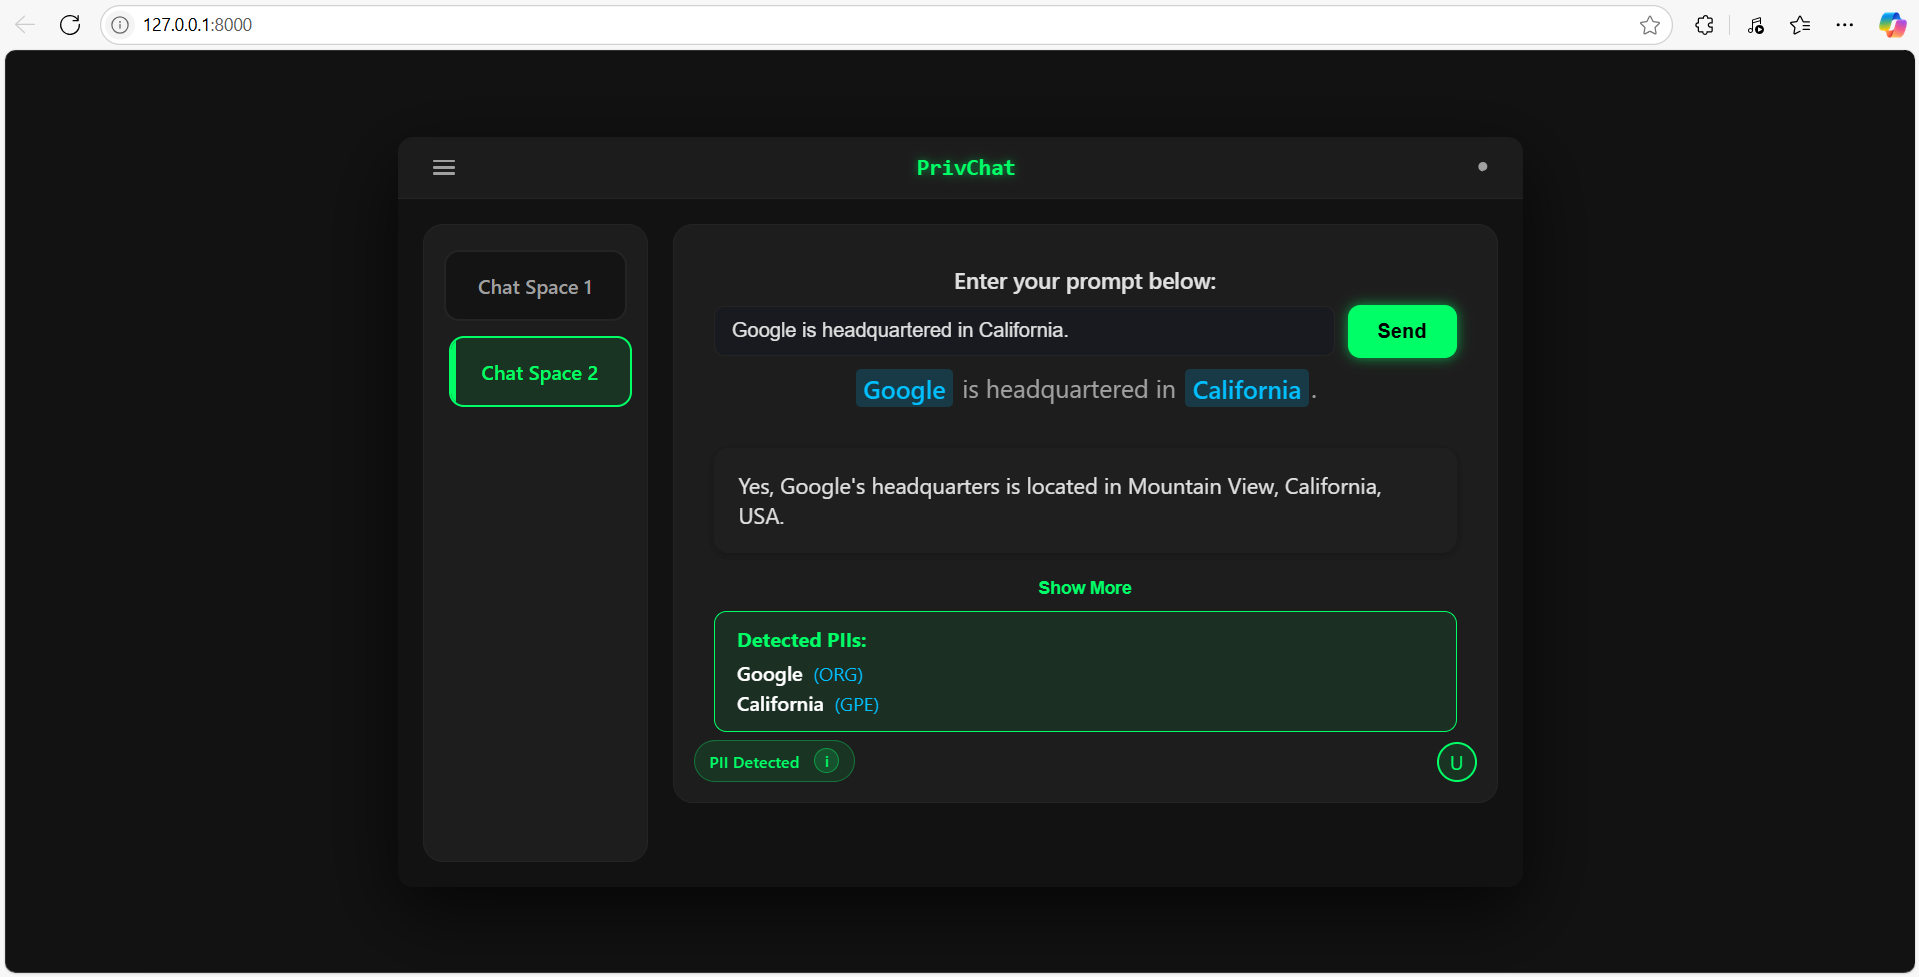 127.0.0.1:8000
PrivChat
Chat Space 1
Chat Space 2
Enter your prompt below:
Google is headquartered in California.
Send
Google is headquartered in California.
Yes, Google's headquarters is located in Mountain View, California,
USA.
Show More
Detected PIIs:
Google (ORG)
California (GPE)
PII Detected i
U